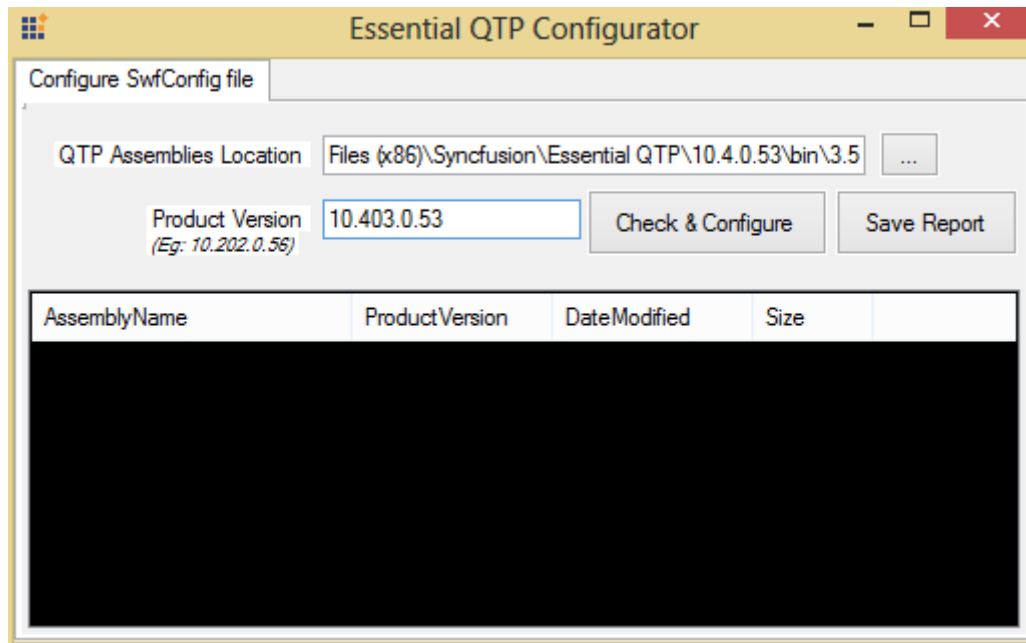 Essential QTP Configurator
Configure SwfConfig file
QTP Assemblies Location Files (x86)\Syncfusion\Essential QTP\10.4.0.53\bin\3.5 ...
Product Version 10.403.0.53 Check & Configure Save Report
(Eg: 10.202.0.56)
AssemblyName ProductVersion DateModified Size